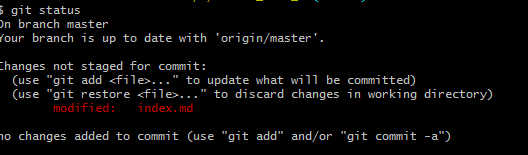 $ git status
On branch master
Your branch is up to date with 'origin/master'.
Changes not staged for commit:
(use "git add <file>..." to update what will be committed)
(use "git restore <file>..." to discard changes in working directory)
modified: index.md
no changes added to commit (use "git add" and/or "git commit -a")